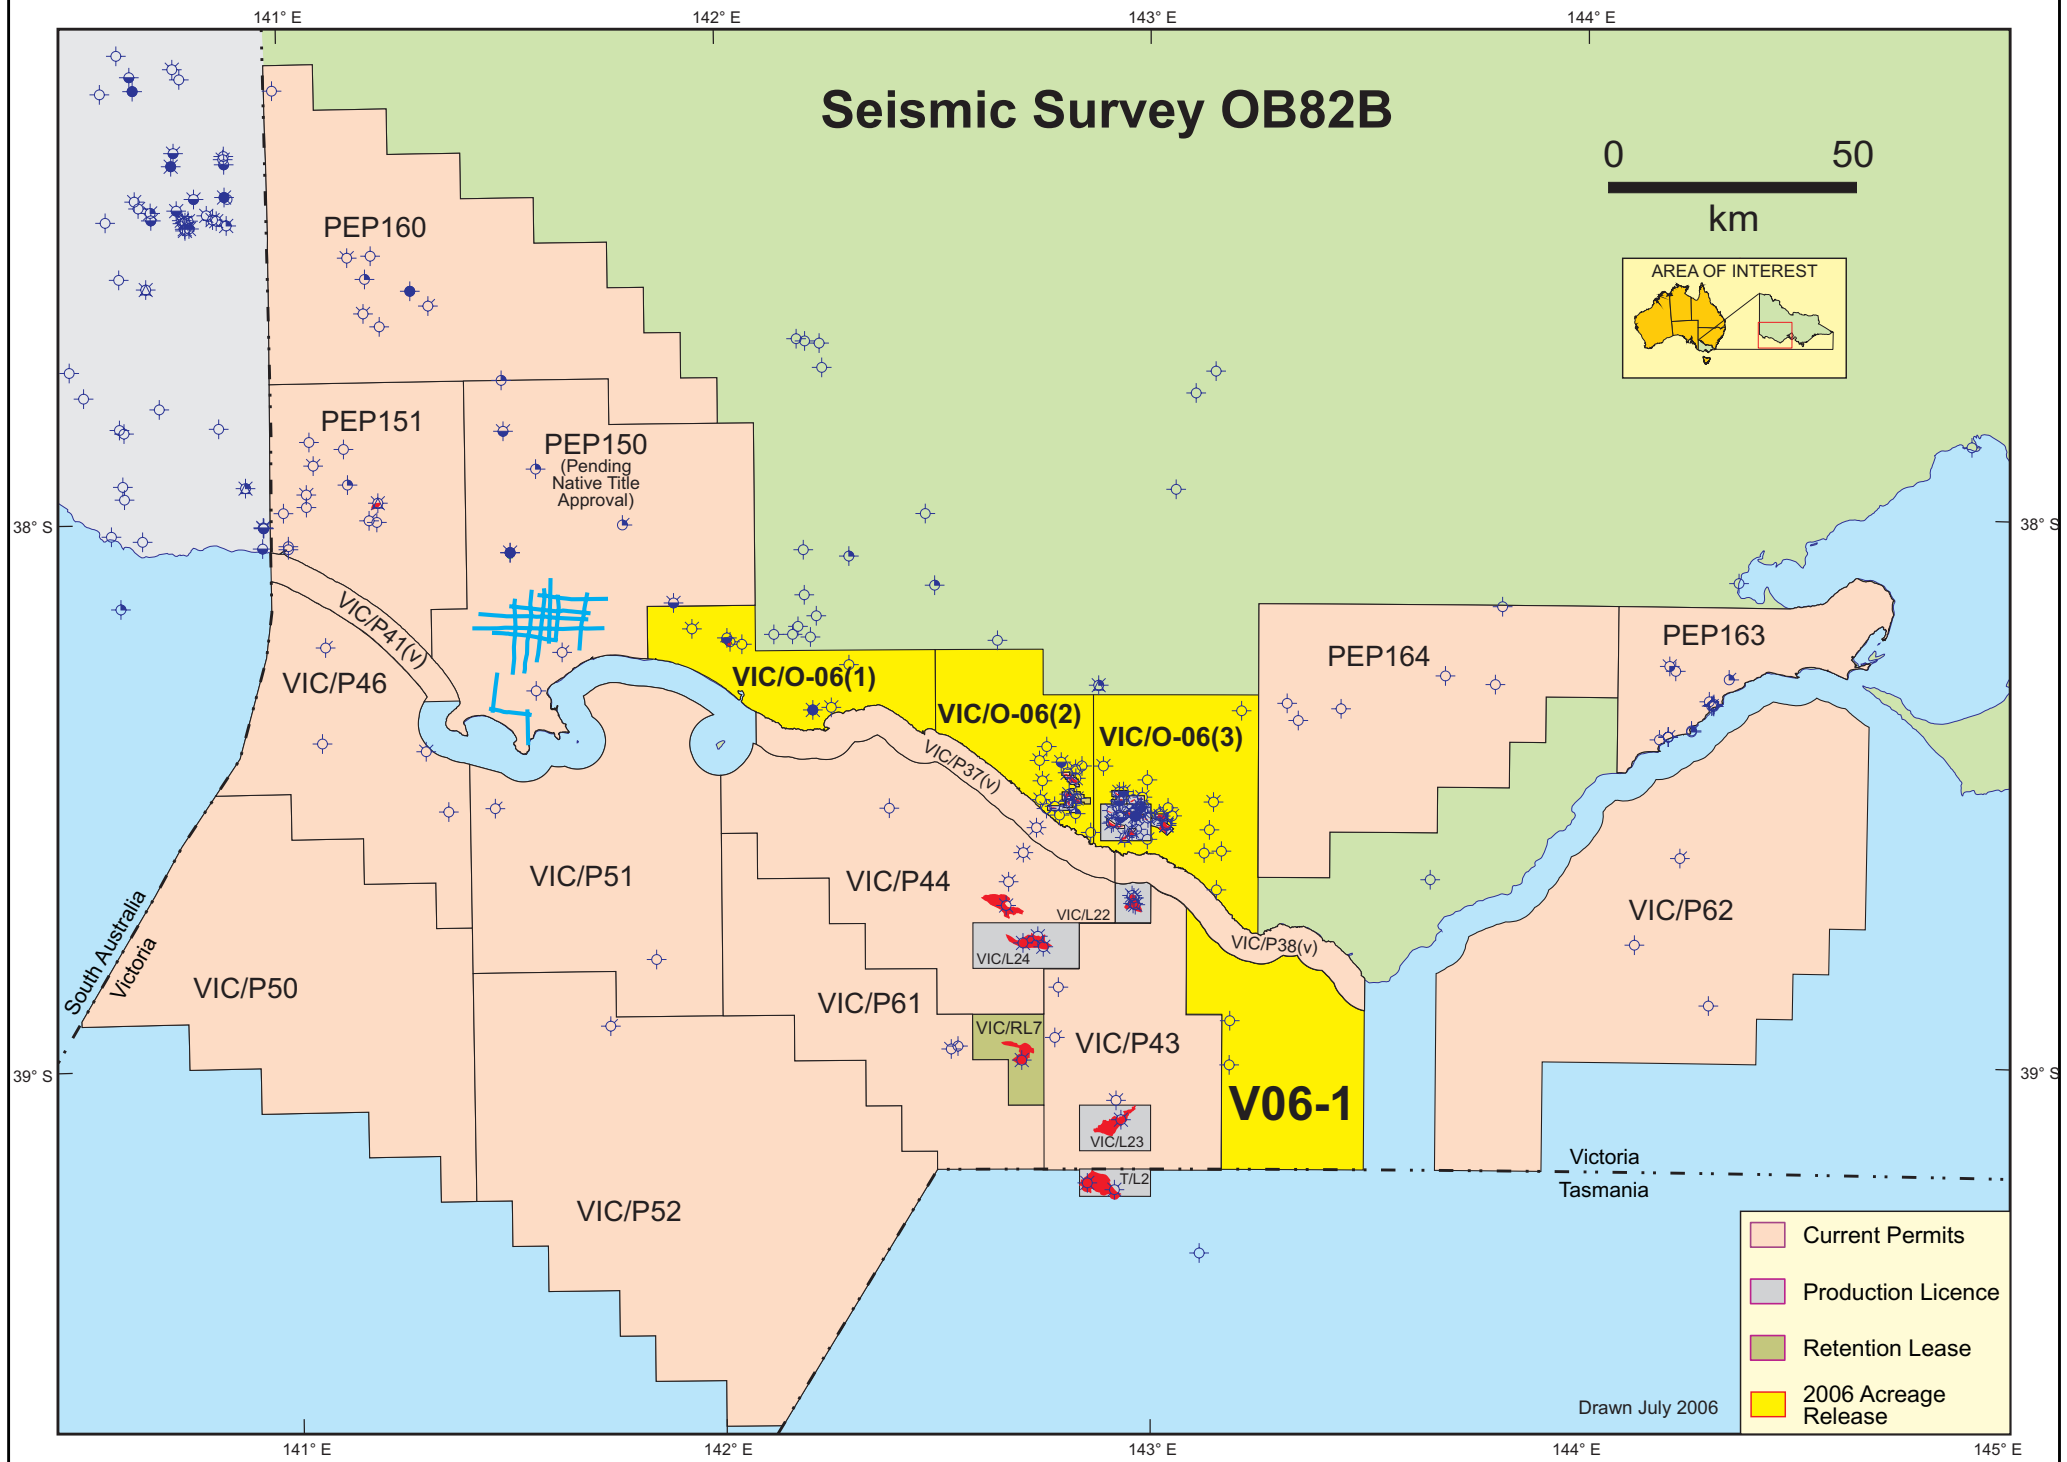 141° E
142° E
143° E
144° E
Seismic Survey OB82B
0
50
km
AREA OF INTEREST
PEP160
PEP151
PEP150
(Pending
Native Title
Approval)
38° S
38° S
VIC/P41(v)
VIC/P46
VIC/O-06(1)
VIC/O-06(2)
VIC/O-06(3)
PEP164
PEP163
VIC/P37(v)
VIC/P51
VIC/P44
VIC/L22
VIC/P38(v)
VIC/P62
South Australia
Victoria
VIC/P50
VIC/L24
VIC/P61
VIC/RL7
VIC/P43
39° S
39° S
V06-1
VIC/L23
T/L2
Victoria
Tasmania
VIC/P52
Current Permits
Production Licence
Retention Lease
2006 Acreage
Release
Drawn July 2006
141° E
142° E
143° E
144° E
145° E